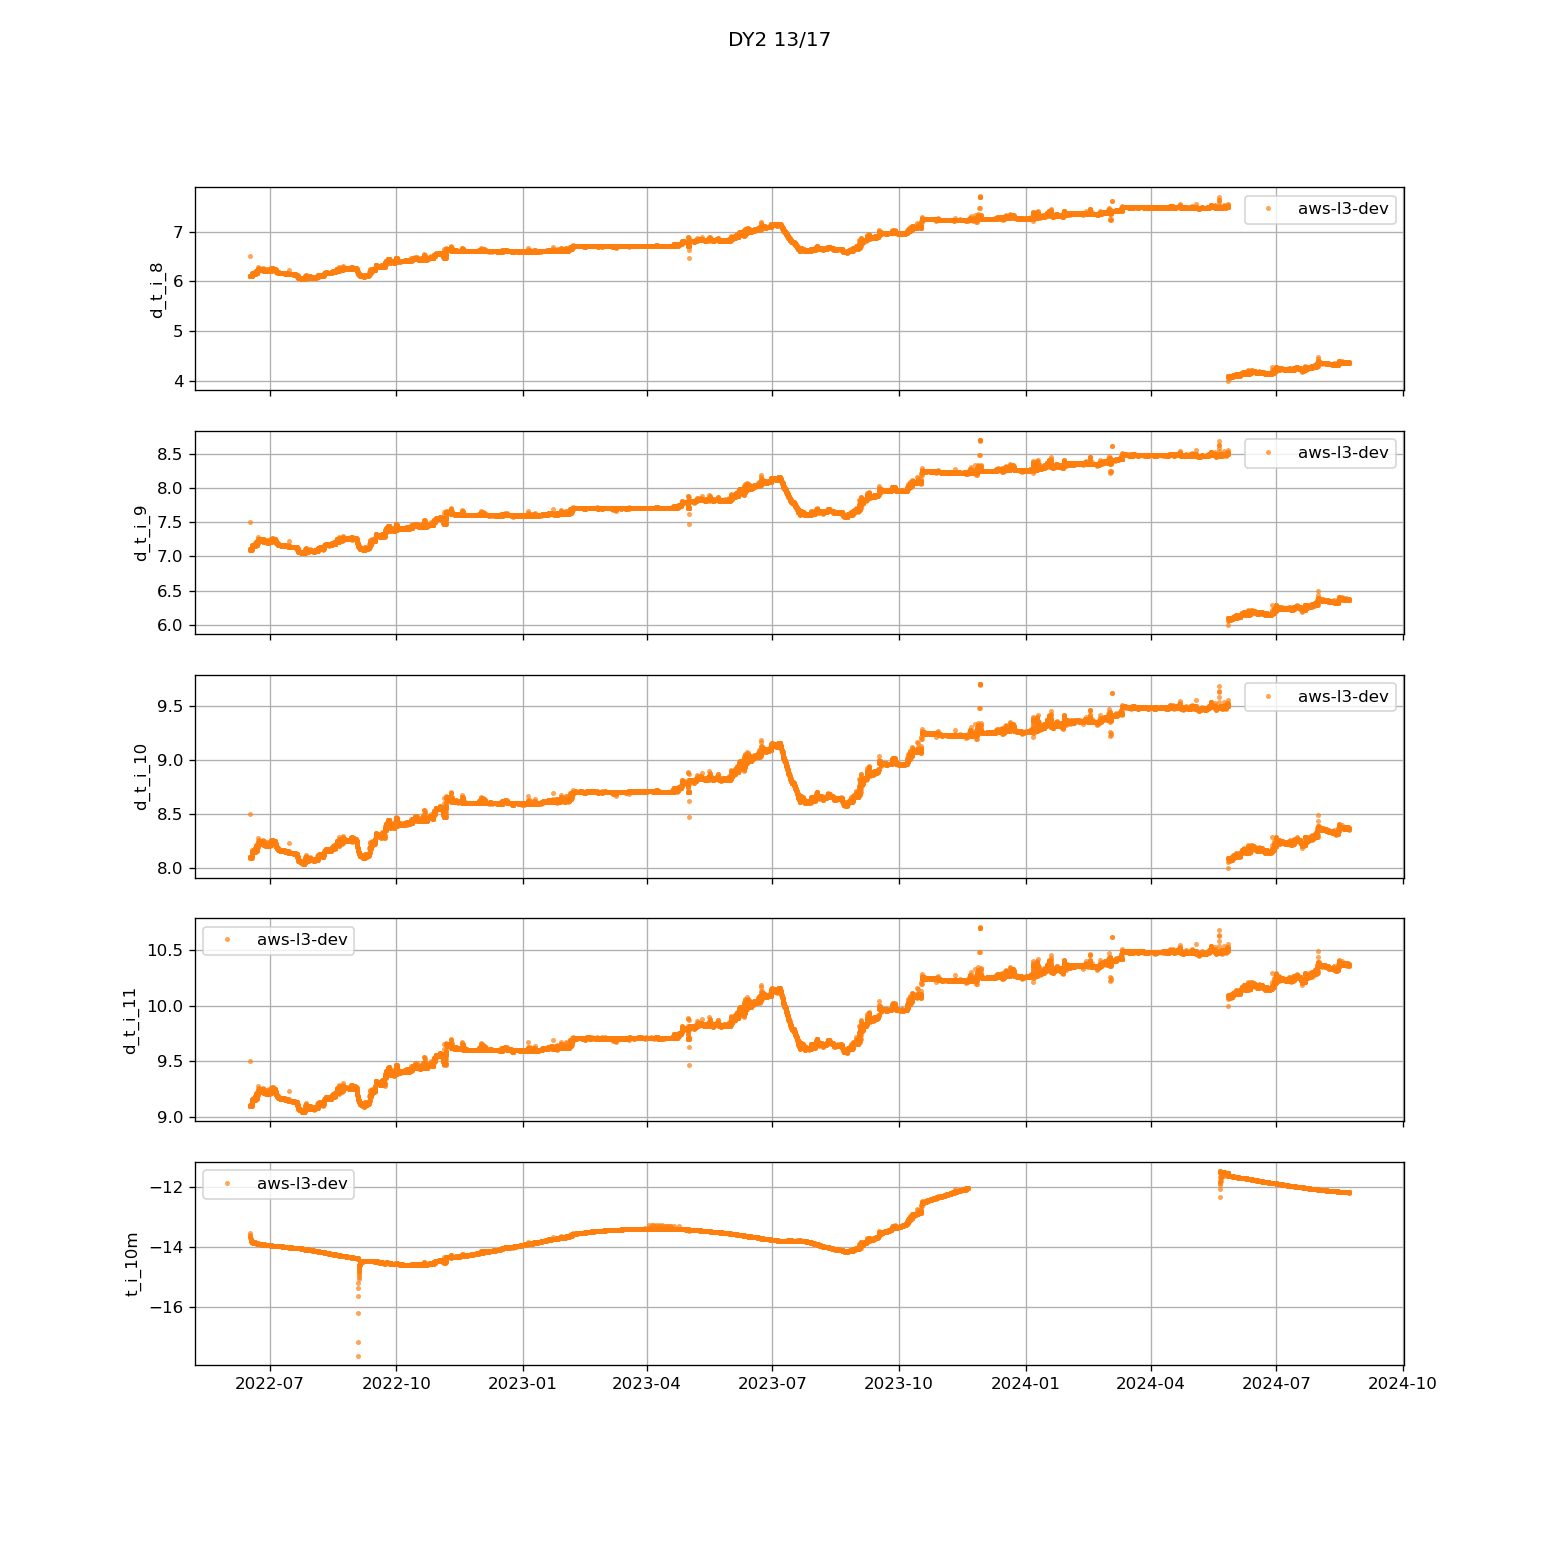 DY2 13/17
7
6
5
4
d_t_i_8
aws-l3-dev
8.5
8.0
7.5
7.0
6.5
6.0
d_t_i_9
aws-l3-dev
9.5
9.0
8.5
8.0
d_t_i_10
aws-l3-dev
10.5
10.0
9.5
9.0
d_t_i_11
aws-l3-dev
−12
−14
−16
t_i_10m
aws-l3-dev
2022-07 2022-10 2023-01 2023-04 2023-07 2023-10 2024-01 2024-04 2024-07 2024-10